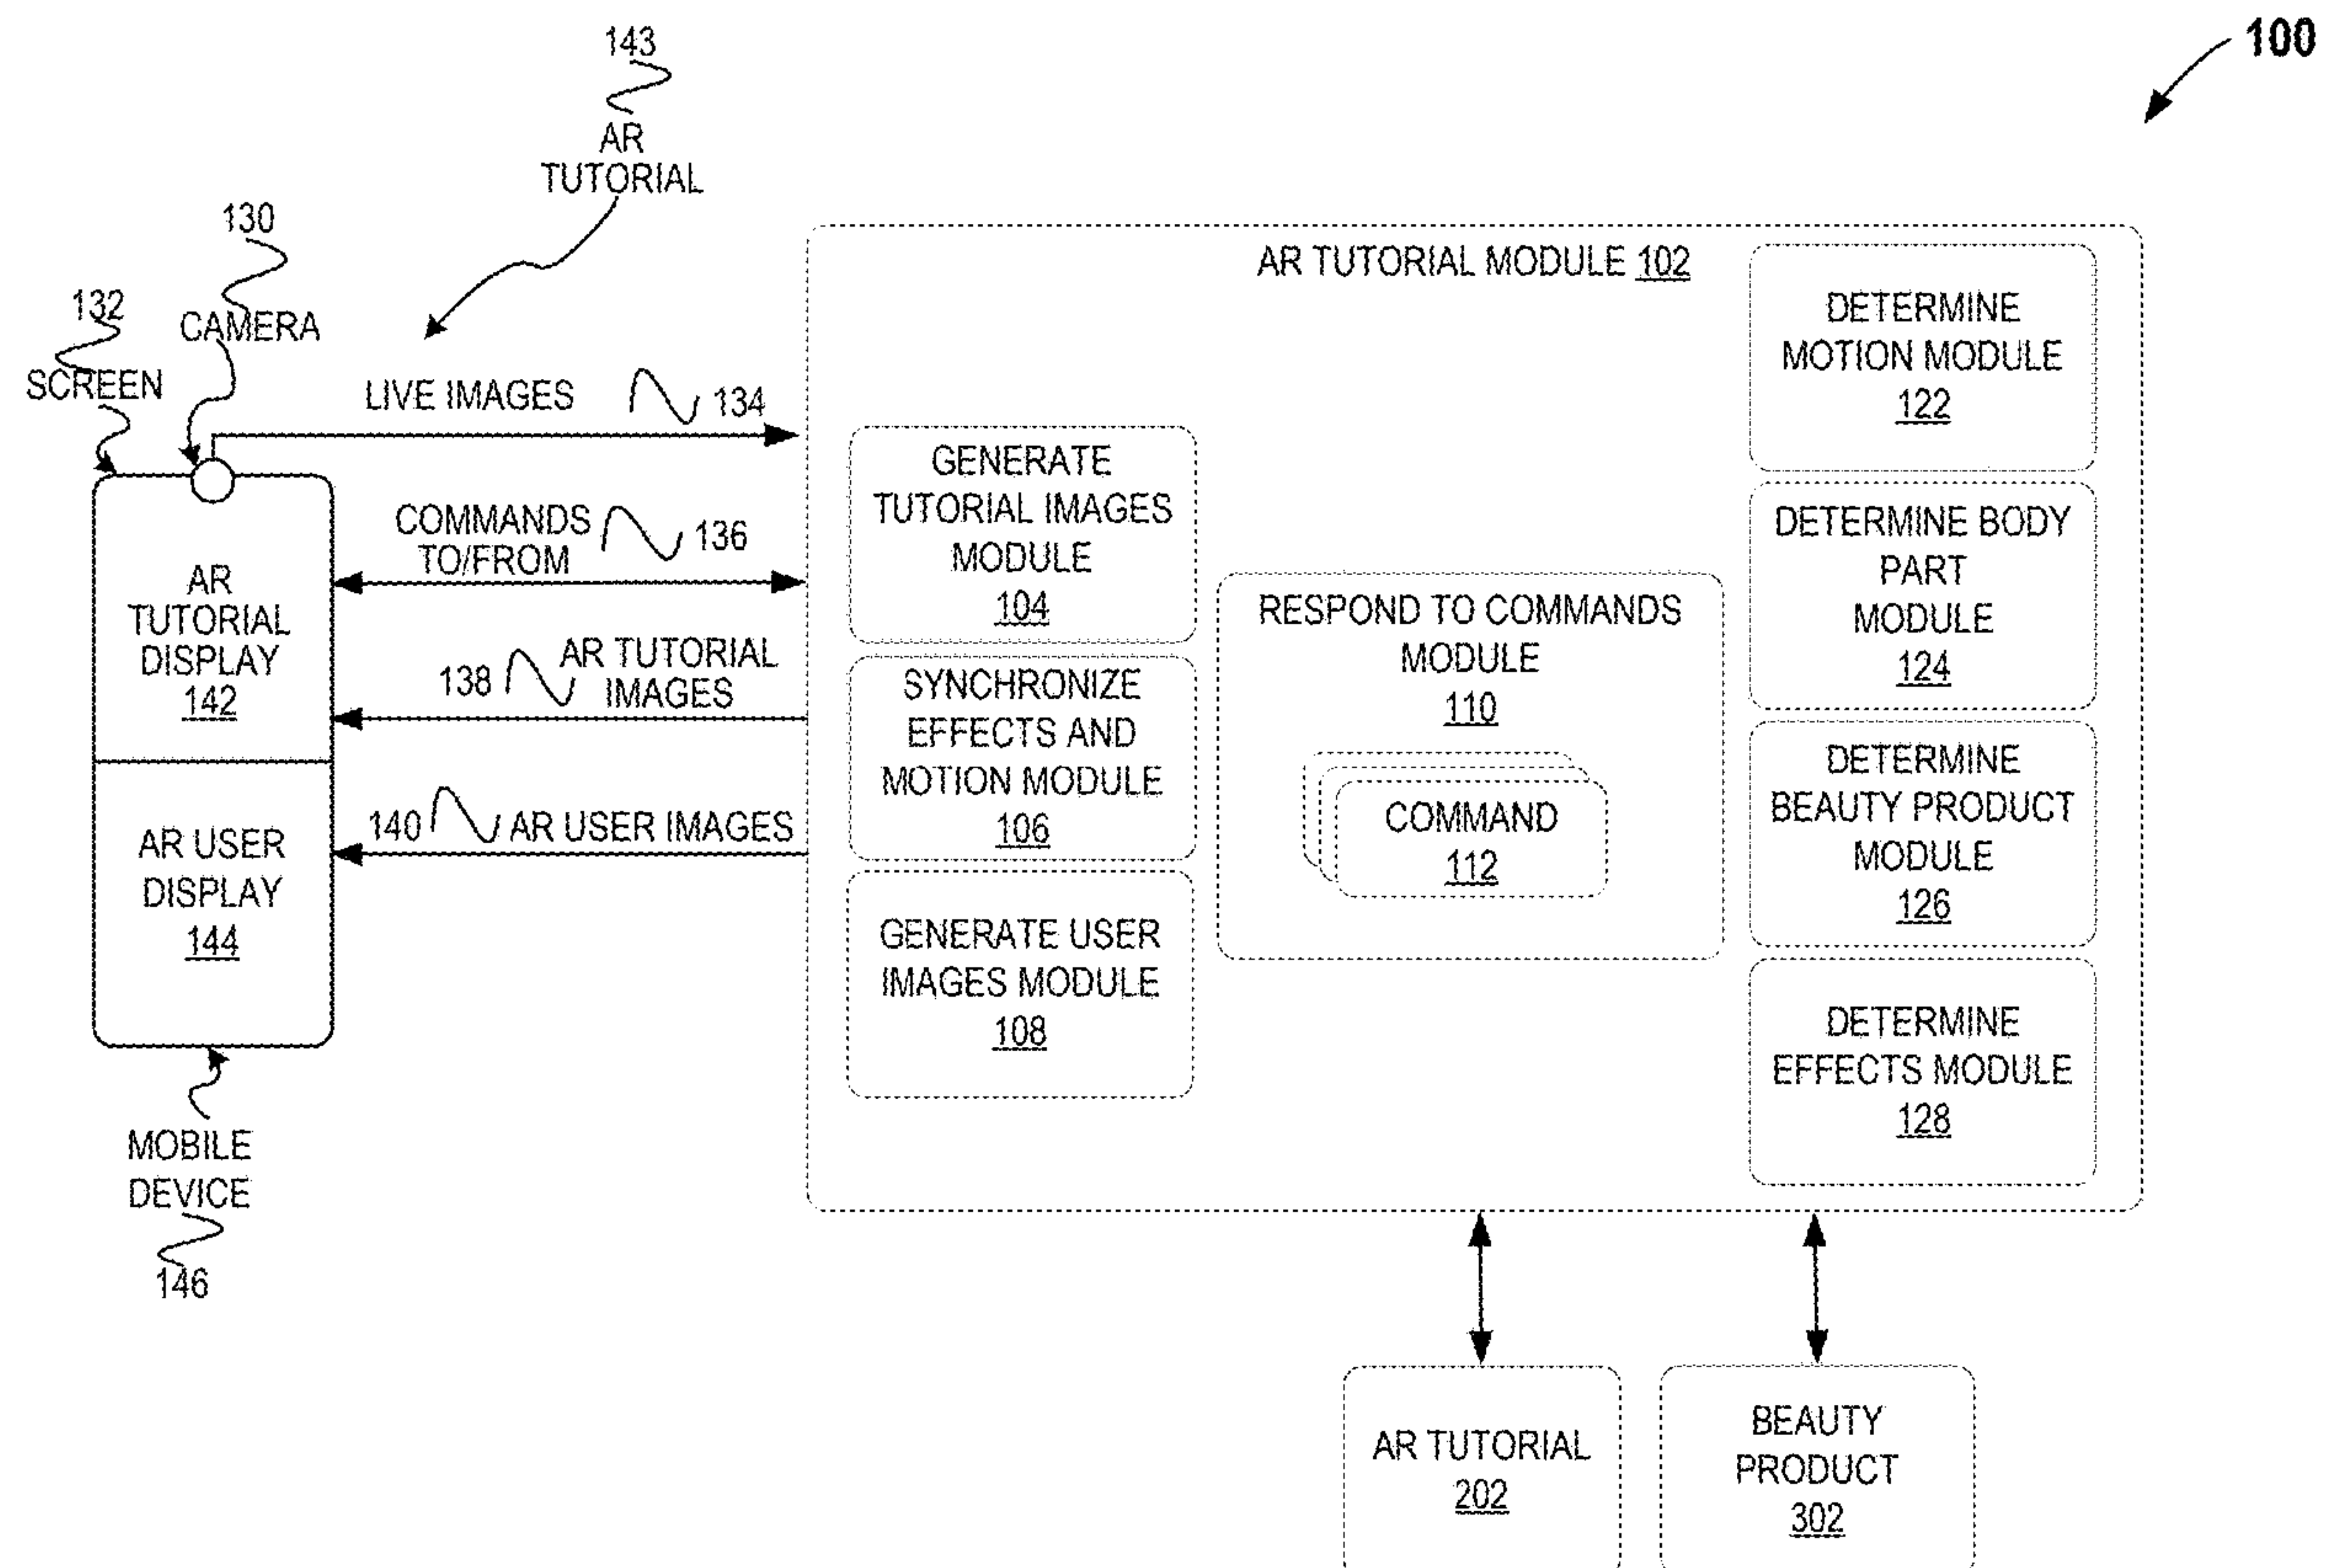 100
143
AR
TUTORIAL
130
CAMERA
132
SCREEN
LIVE IMAGES 134
COMMANDS
TO/FROM 136
138 AR TUTORIAL
IMAGES
140 AR USER IMAGES
AR
TUTORIAL
DISPLAY
142
AR USER
DISPLAY
144
MOBILE
DEVICE
146
AR TUTORIAL MODULE 102
GENERATE
TUTORIAL IMAGES
MODULE
104
SYNCHRONIZE
EFFECTS AND
MOTION MODULE
106
GENERATE USER
IMAGES MODULE
108
RESPOND TO COMMANDS
MODULE
110
COMMAND
112
DETERMINE
MOTION MODULE
122
DETERMINE BODY
PART
MODULE
124
DETERMINE
BEAUTY PRODUCT
MODULE
126
DETERMINE
EFFECTS MODULE
128
AR TUTORIAL
202
BEAUTY
PRODUCT
302